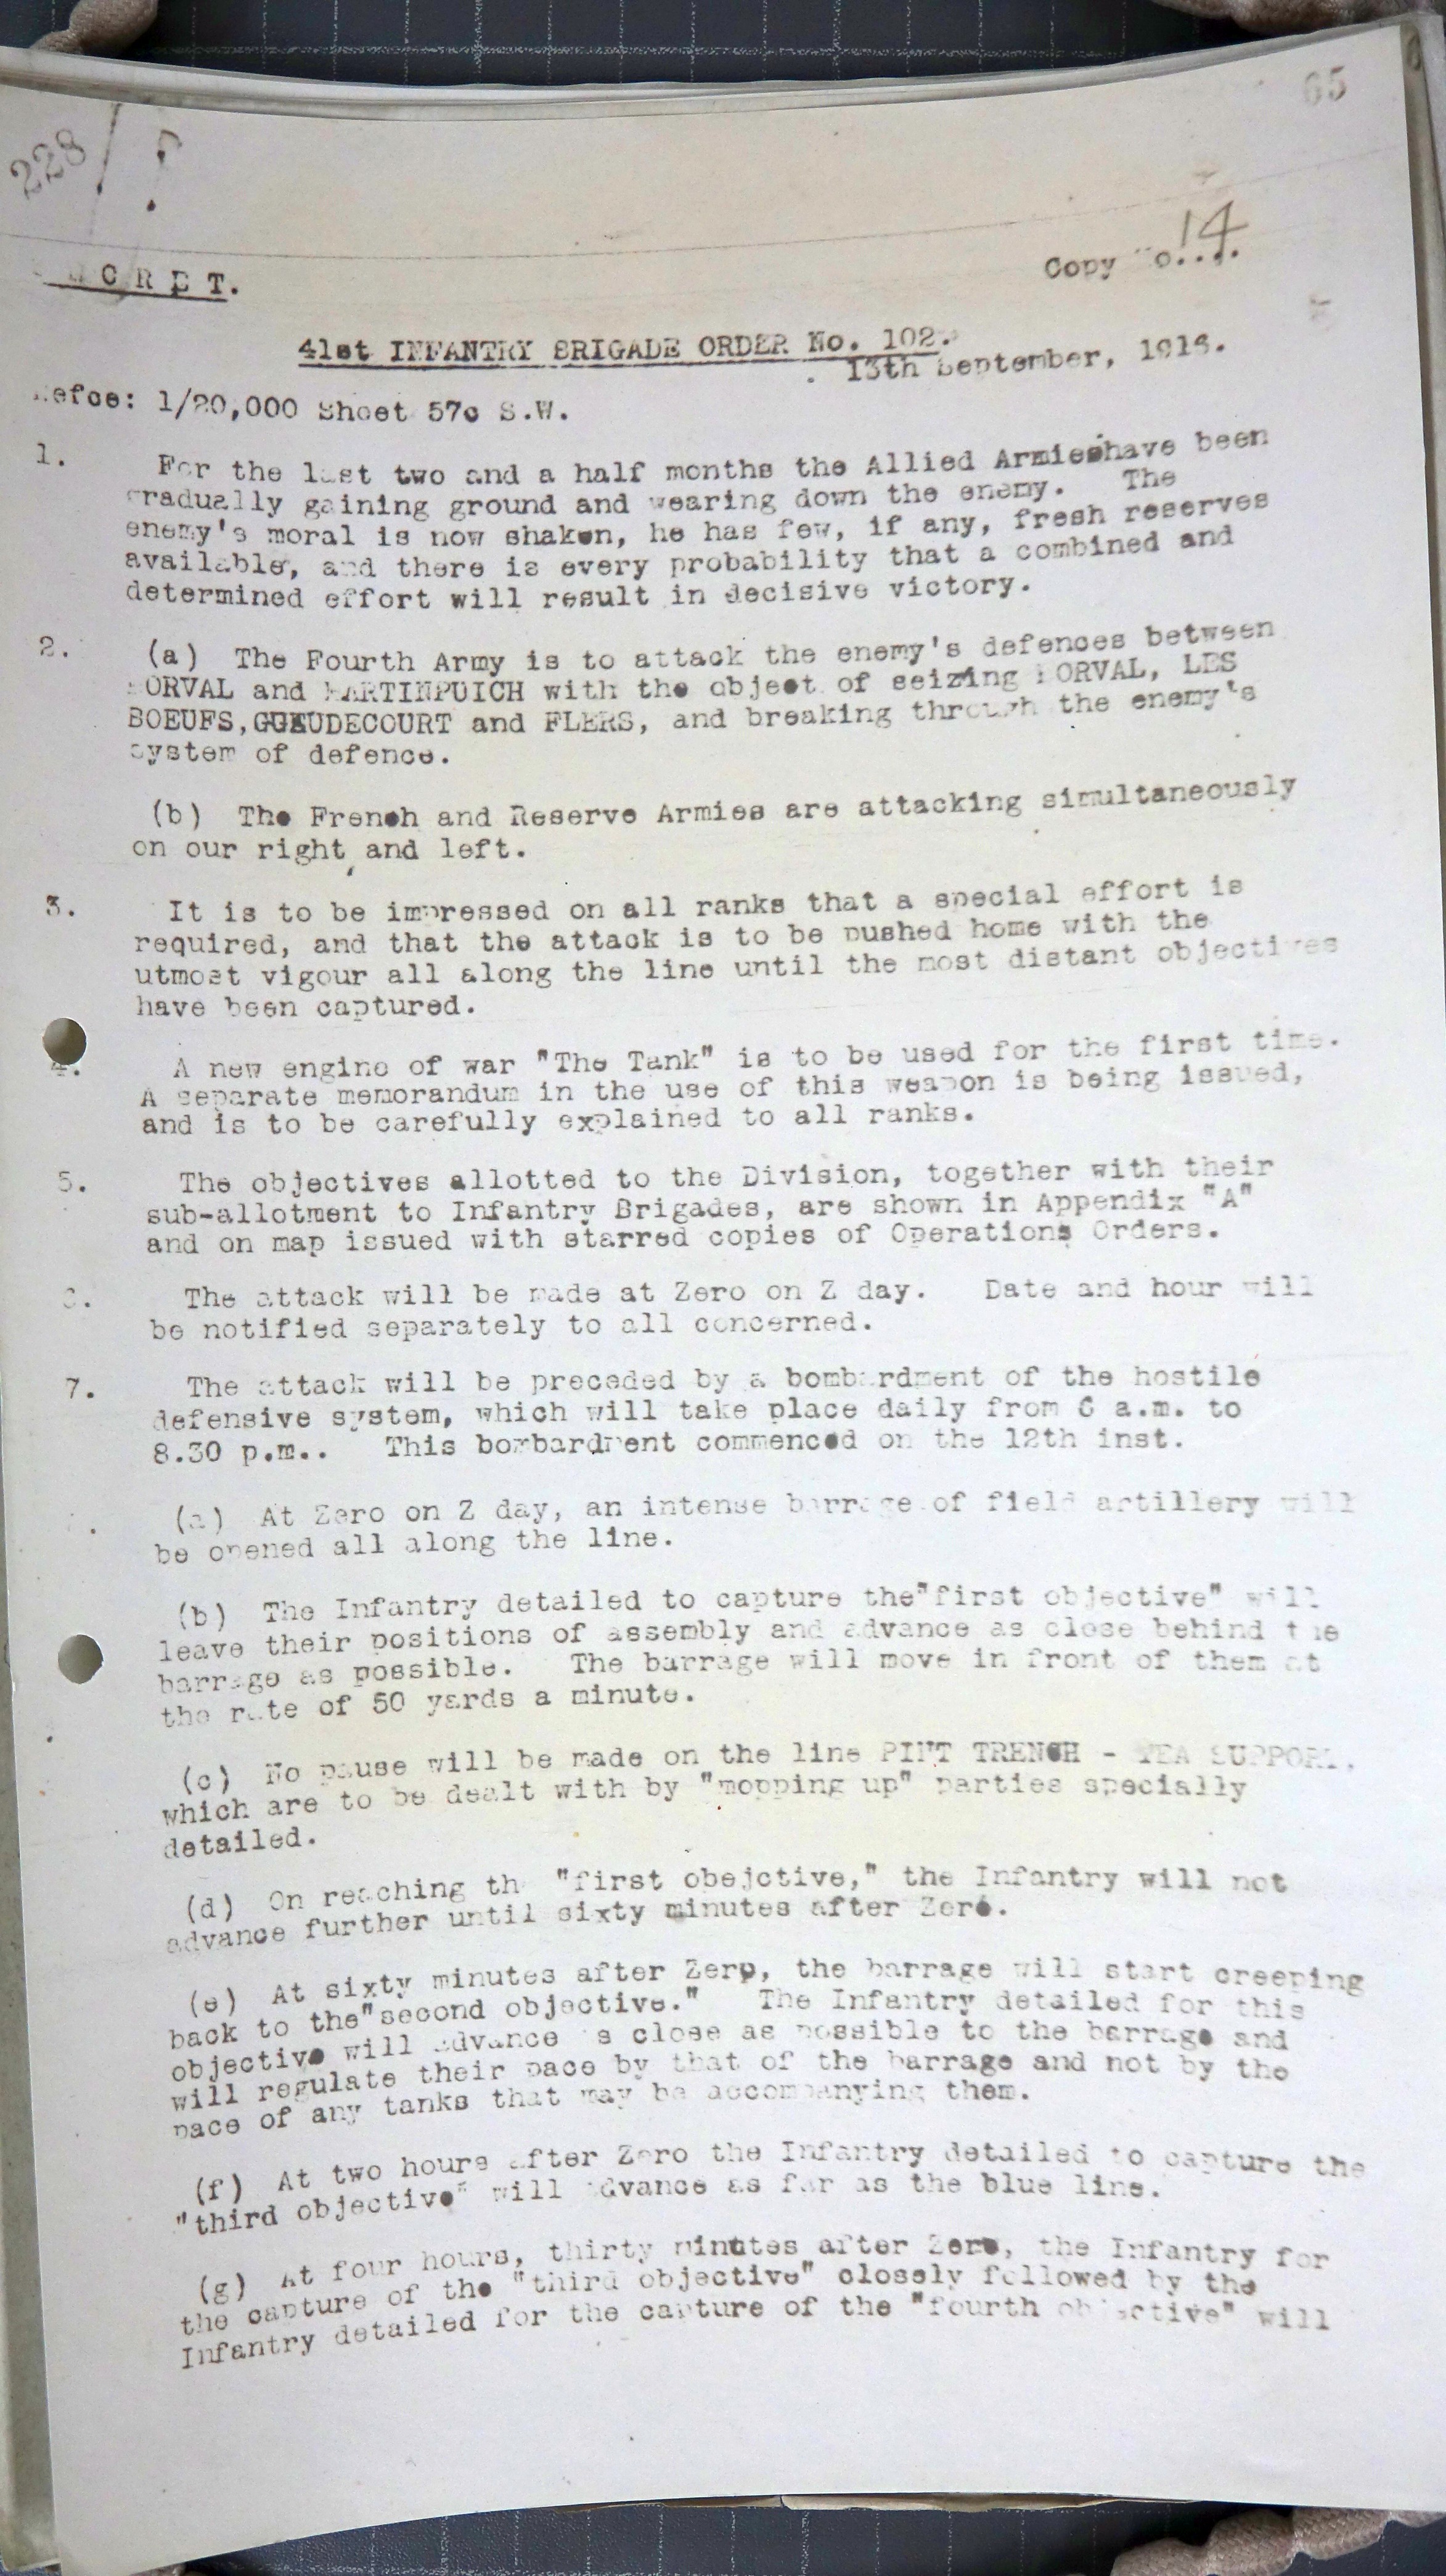 65
228
14
SECRET.
Copy No....
41st INFANTRY BRIGADE ORDER No. 102.
13th September, 1916.
Refce: 1/20,000 Sheet 57c S.W.
1. For the last two and a half months the Allied Armies have been
gradually gaining ground and wearing down the enemy. The
enemy's moral is now shaken, he has few, if any, fresh reserves
available, and there is every probability that a combined and
determined effort will result in decisive victory.
2. (a) The Fourth Army is to attack the enemy's defences between
MORVAL and MARTINPUICH with the object of seizing MORVAL, LES
BOEUFS, GUEUDECOURT and FLERS, and breaking through the enemy's
system of defence.
(b) The French and Reserve Armies are attacking simultaneously
on our right and left.
3. It is to be impressed on all ranks that a special effort is
required, and that the attack is to be pushed home with the
utmost vigour all along the line until the most distant objectives
have been captured.
4. A new engine of war "The Tank" is to be used for the first time.
A separate memorandum in the use of this weapon is being issued,
and is to be carefully explained to all ranks.
5. The objectives allotted to the Division, together with their
sub-allotment to Infantry Brigades, are shown in Appendix "A"
and on map issued with starred copies of Operations Orders.
6. The attack will be made at Zero on Z day. Date and hour will
be notified separately to all concerned.
7. The attack will be preceded by a bombardment of the hostile
defensive system, which will take place daily from 6 a.m. to
8.30 p.m.. This bombardment commenced on the 12th inst.
(a) At Zero on Z day, an intense barrage of field artillery will
be opened all along the line.
(b) The Infantry detailed to capture the "first objective" will
leave their positions of assembly and advance as close behind the
barrage as possible. The barrage will move in front of them at
the rate of 50 yards a minute.
(c) No pause will be made on the line PINT TRENCH - TEA SUPPORT,
which are to be dealt with by "mopping up" parties specially
detailed.
(d) On reaching th "first obejctive," the Infantry will not
advance further until sixty minutes after Zero.
(e) At sixty minutes after Zero, the barrage will start creeping
back to the "second objective." The Infantry detailed for this
objective will advance as close as possible to the barrage and
will regulate their pace by that of the barrage and not by the
pace of any tanks that may be accompanying them.
(f) At two hours after Zero the Infantry detailed to capture the
"third objective" will advance as far as the blue line.
(g) At four hours, thirty minutes after Zero, the Infantry for
the capture of the "third objective" closely followed by the
Infantry detailed for the capture of the "fourth objective" will